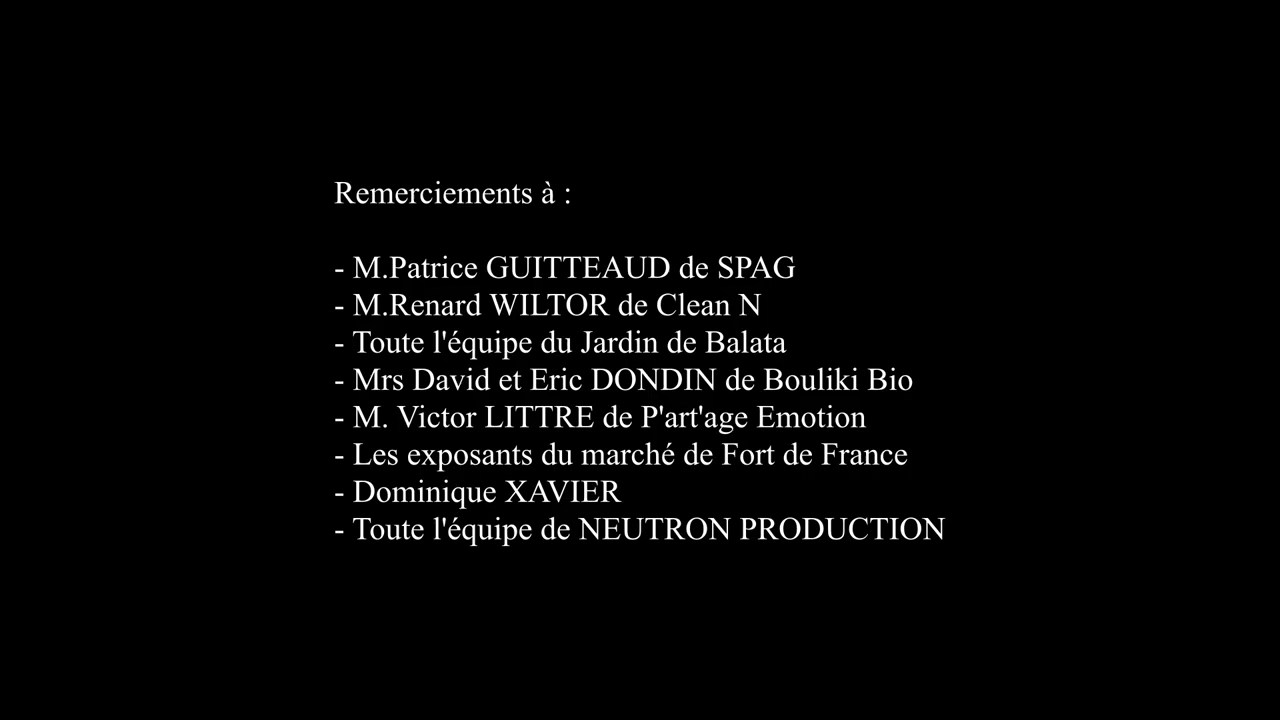 Remerciements à :
- M.Patrice GUITTEAUD de SPAG
- M.Renard WILTOR de Clean N
- Toute l'équipe du Jardin de Balata
- Mrs David et Eric DONDIN de Bouliki Bio
- M. Victor LITTRE de P'art'age Emotion
- Les exposants du marché de Fort de France
- Dominique XAVIER
- Toute l'équipe de NEUTRON PRODUCTION